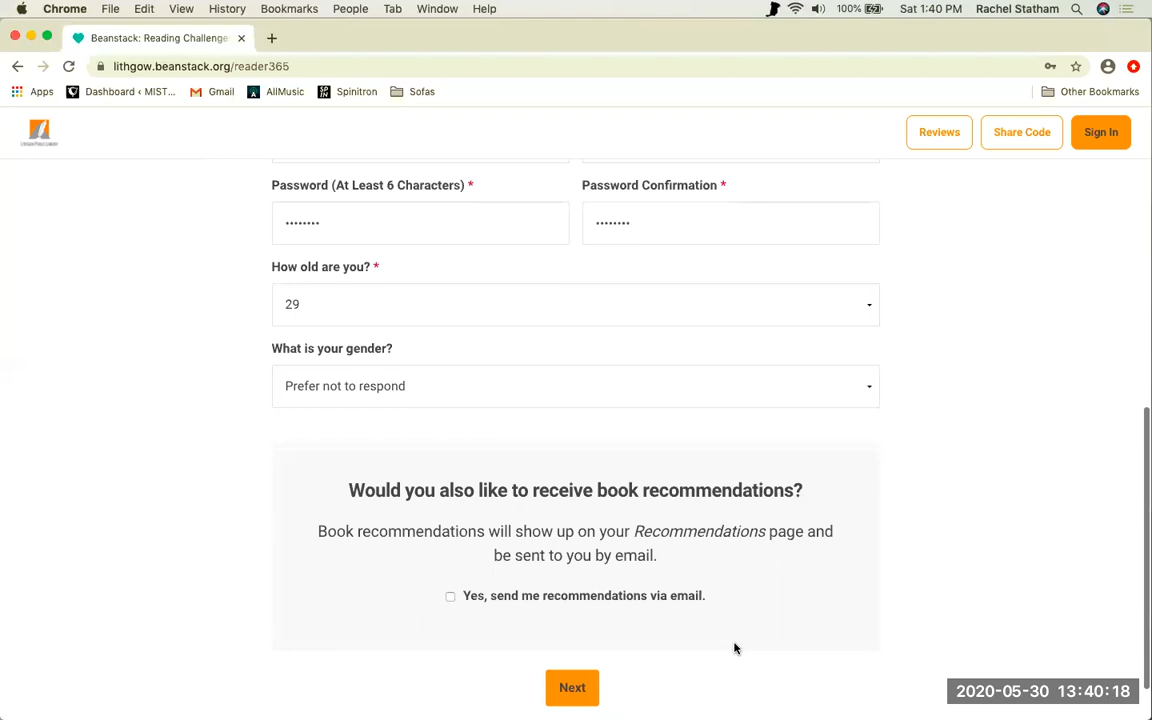 Chrome File Edit View History Bookmarks People Tab Window Help 100% Sat 1:40 PM Rachel Statham
Beanstack: Reading Challenge
lithgow.beanstack.org/reader365
Apps Dashboard ‹ MIST... Gmail AllMusic Spinitron Sofas Other Bookmarks
Reviews Share Code Sign In
Password (At Least 6 Characters) * Password Confirmation *
•••••••• ••••••••
How old are you? *
29
What is your gender?
Prefer not to respond
Would you also like to receive book recommendations?
Book recommendations will show up on your Recommendations page and
be sent to you by email.
Yes, send me recommendations via email.
Next
2020-05-30 13:40:18